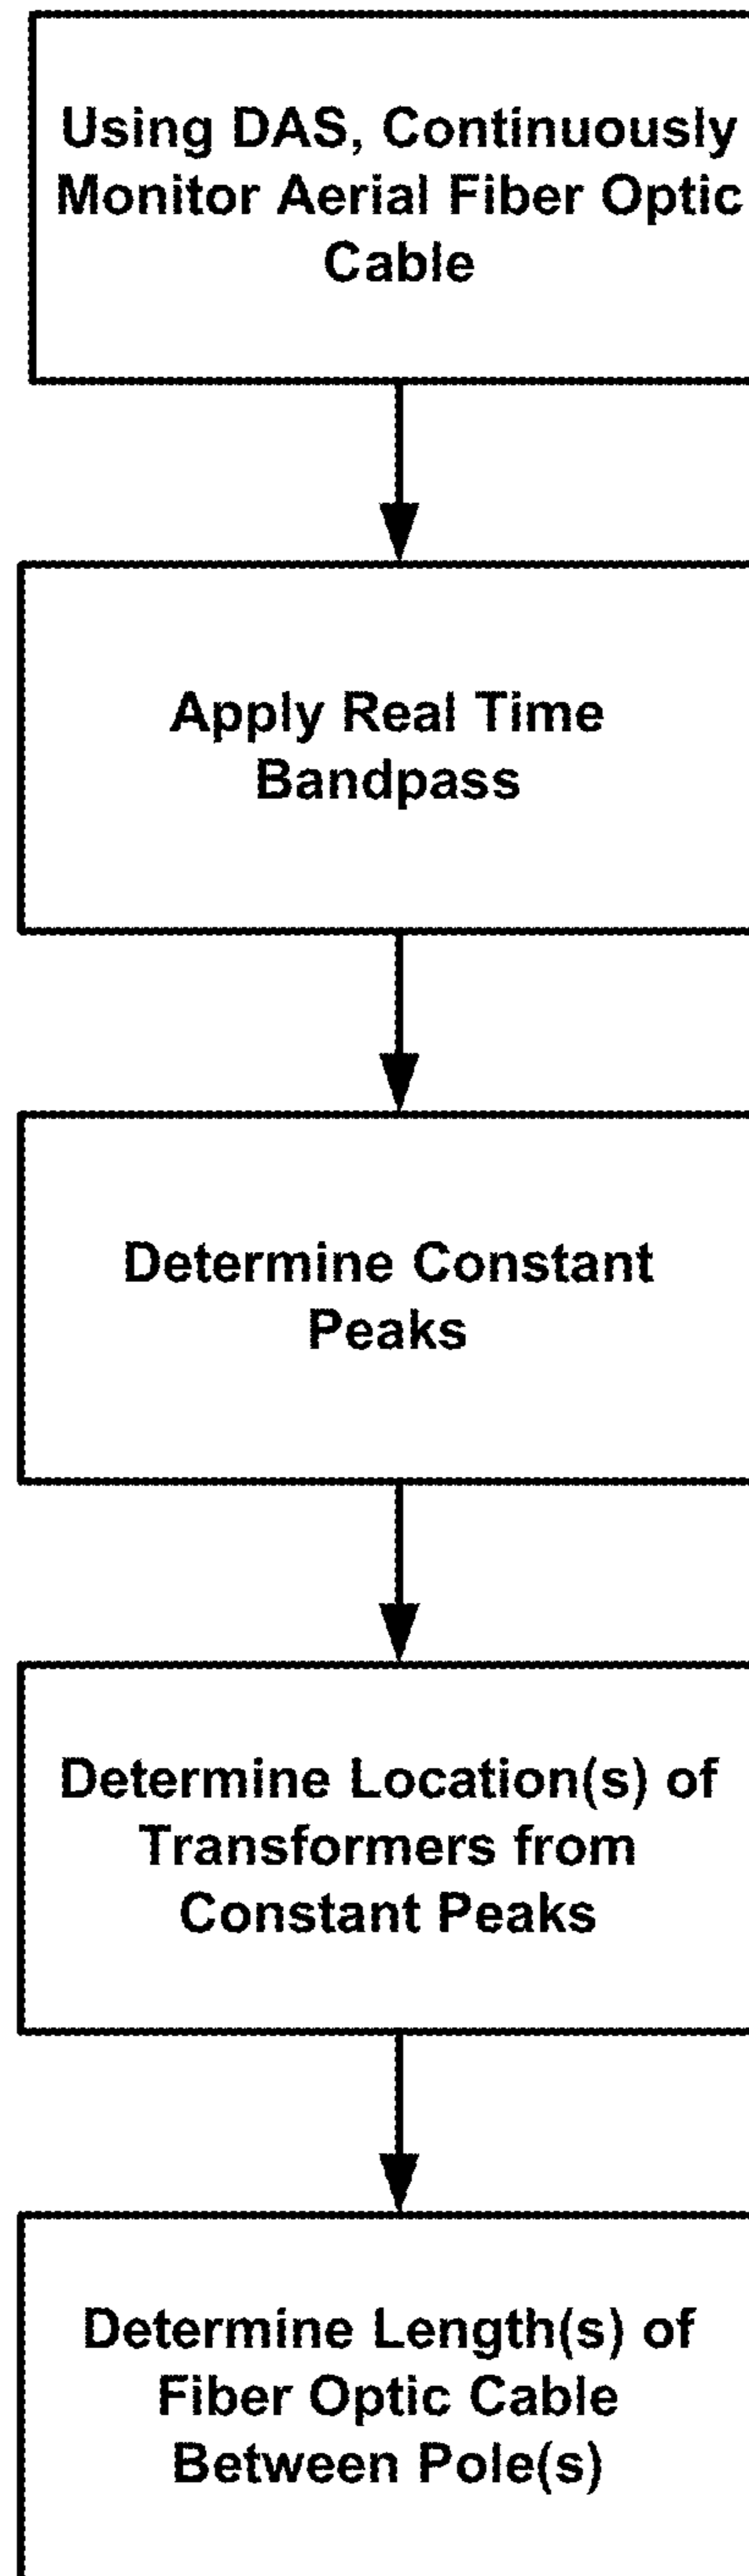 Using DAS, Continuously
Monitor Aerial Fiber Optic
Cable
Apply Real Time
Bandpass
Determine Constant
Peaks
Determine Location(s) of
Transformers from
Constant Peaks
Determine Length(s) of
Fiber Optic Cable
Between Pole(s)